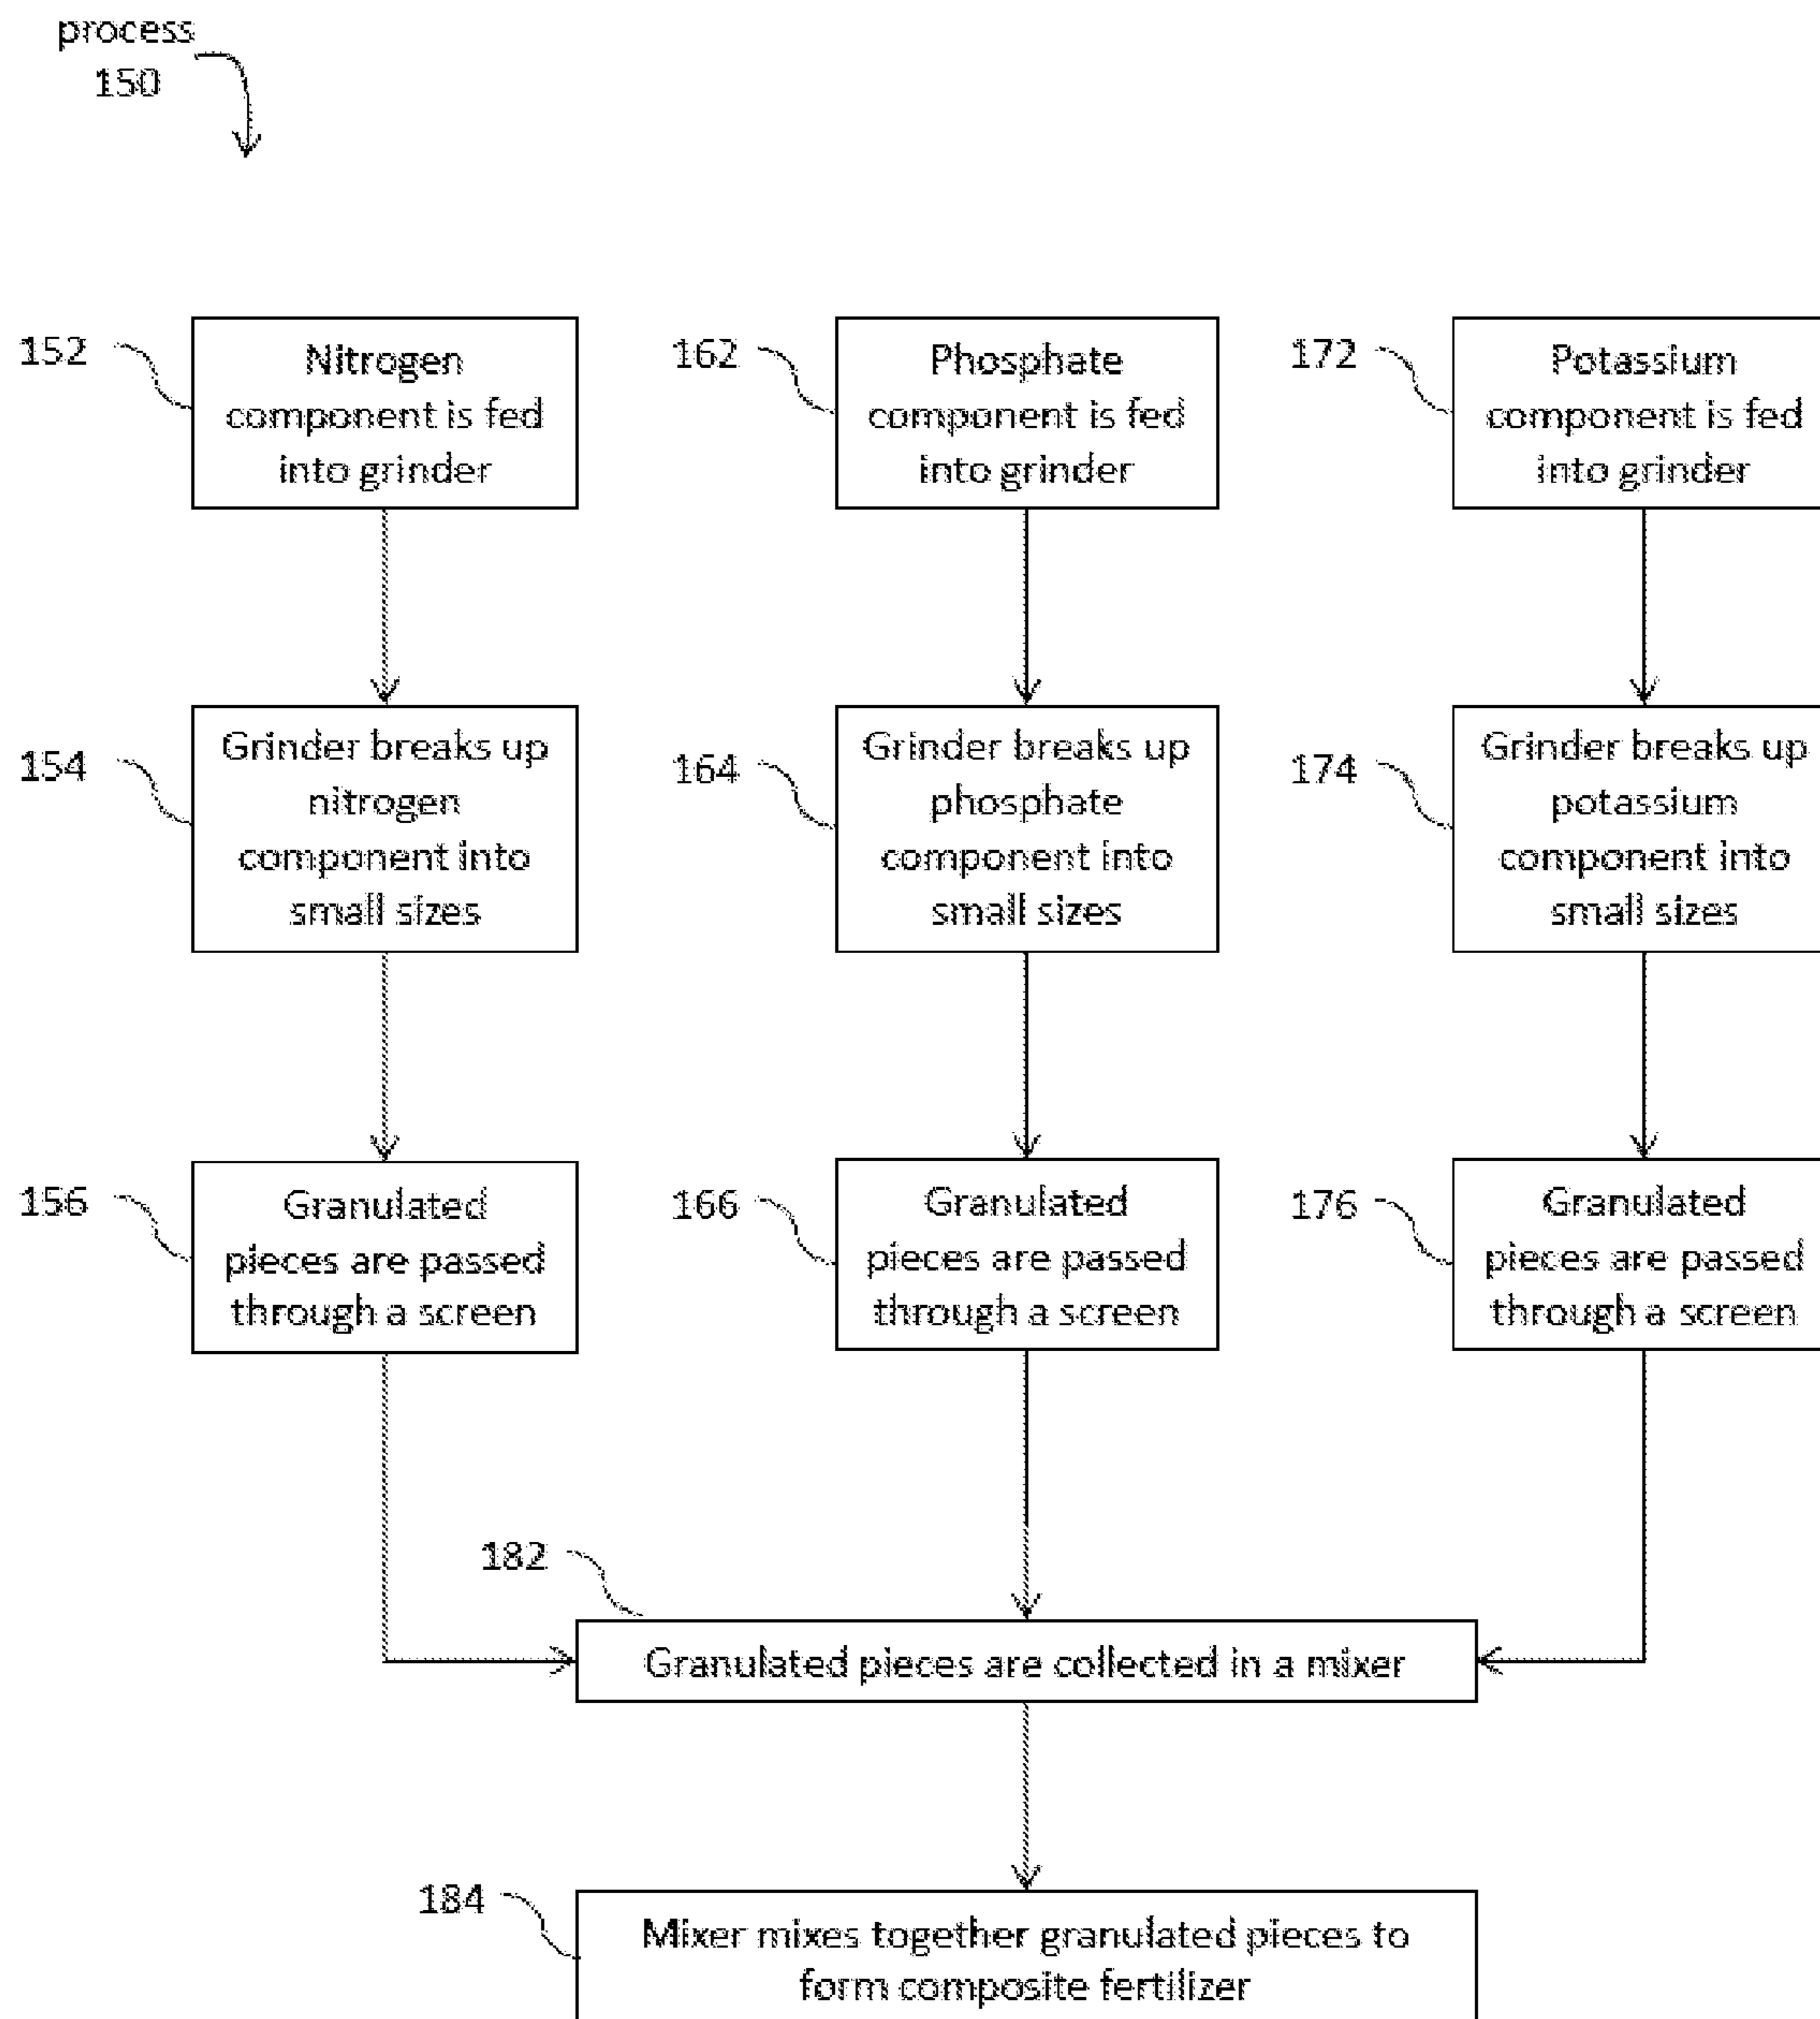 process
150
152
Nitrogen
component is fed
into grinder
162
Phosphate
component is fed
into grinder
172
Potassium
component is fed
into grinder
154
Grinder breaks up
nitrogen
component into
small sizes
164
Grinder breaks up
phosphate
component into
small sizes
174
Grinder breaks up
potassium
component into
small sizes
156
Granulated
pieces are passed
through a screen
166
Granulated
pieces are passed
through a screen
176
Granulated
pieces are passed
through a screen
182
Granulated pieces are collected in a mixer
184
Mixer mixes together granulated pieces to
form composite fertilizer